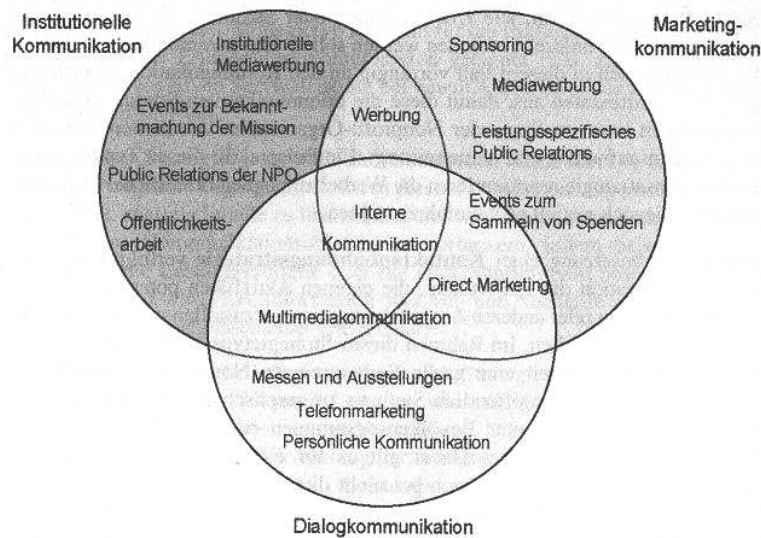 Institutionelle
Kommunikation
Marketing-
kommunikation
Institutionelle
Mediawerbung
Sponsoring
Mediawerbung
Events zur Bekannt-
machung der Mission
Werbung
Leistungsspezifisches
Public Relations
Public Relations der NPO
Öffentlichkeits-
arbeit
Interne
Kommunikation
Events zum
Sammeln von Spenden
Direct Marketing
Multimediakommunikation
Messen und Ausstellungen
Telefonmarketing
Persönliche Kommunikation
Dialogkommunikation